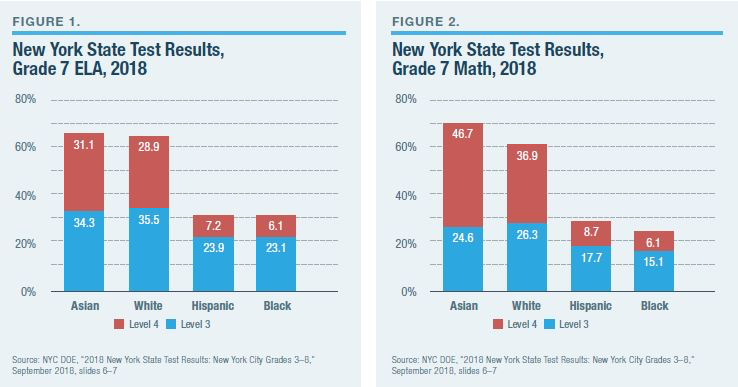 FIGURE 1.
New York State Test Results,
Grade 7 ELA, 2018
80%
60%
40%
20%
0%
31.1
28.9
34.3
35.5
7.2
6.1
23.9
23.1
Asian
White
Hispanic
Black
Level 4
Level 3
Source: NYC DOE, "2018 New York State Test Results: New York City Grades 3–8,"
September 2018, slides 6–7
FIGURE 2.
New York State Test Results,
Grade 7 Math, 2018
80%
60%
40%
20%
0%
46.7
36.9
24.6
26.3
8.7
6.1
17.7
15.1
Asian
White
Hispanic
Black
Level 4
Level 3
Source: NYC DOE, "2018 New York State Test Results: New York City Grades 3–8,"
September 2018, slides 6–7